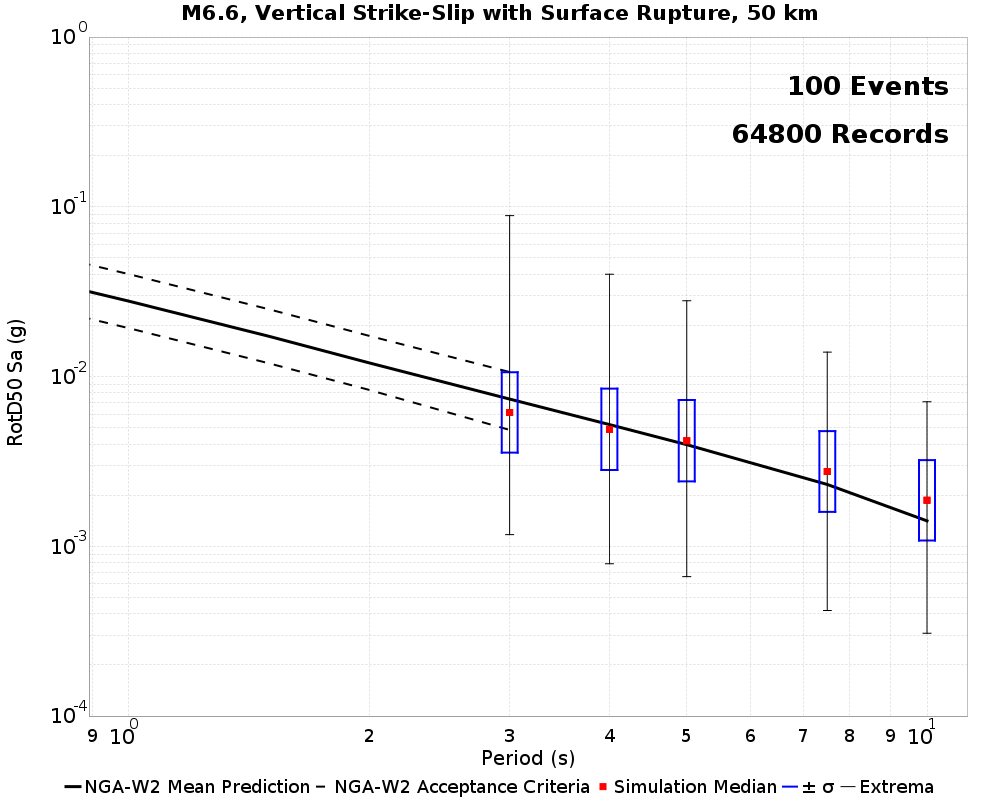 M6.6, Vertical Strike-Slip with Surface Rupture, 50 km
100 Events
64800 Records
10^0
10^-1
10^-2
10^-3
10^-4
RotD50 Sa (g)
9 10^0 2 3 4 5 6 7 8 9 10^1
Period (s)
NGA-W2 Mean Prediction NGA-W2 Acceptance Criteria Simulation Median ± σ Extrema